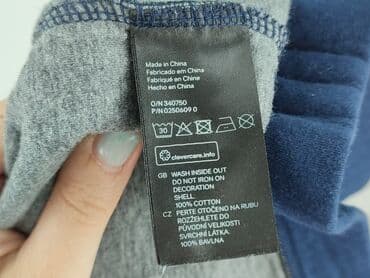 Made in China
Fabricado em China
Fabriqué en China
Hecho en China
O/N 340750
P/N 0250609 0
30
clevercare.info
GB WASH INSIDE OUT
DO NOT IRON ON
DECORATION
SHELL:
100% COTTON
CZ PERTE OTOČENO NA RUBU
ROZŽEHLETE DO
PŮVODNÍ VELIKOSTI
SVRCHNÍ LÁTKA:
100% BAVLNA